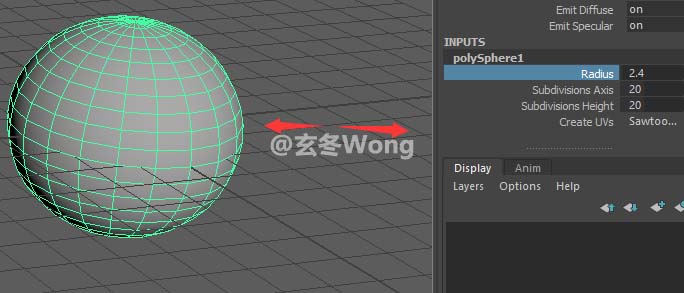 Emit Diffuse on
Emit Specular on
INPUTS
polySphere1
Radius 2.4
Subdivisions Axis 20
Subdivisions Height 20
Create UVs Sawtoo...
@玄冬Wong
Display Anim
Layers Options Help